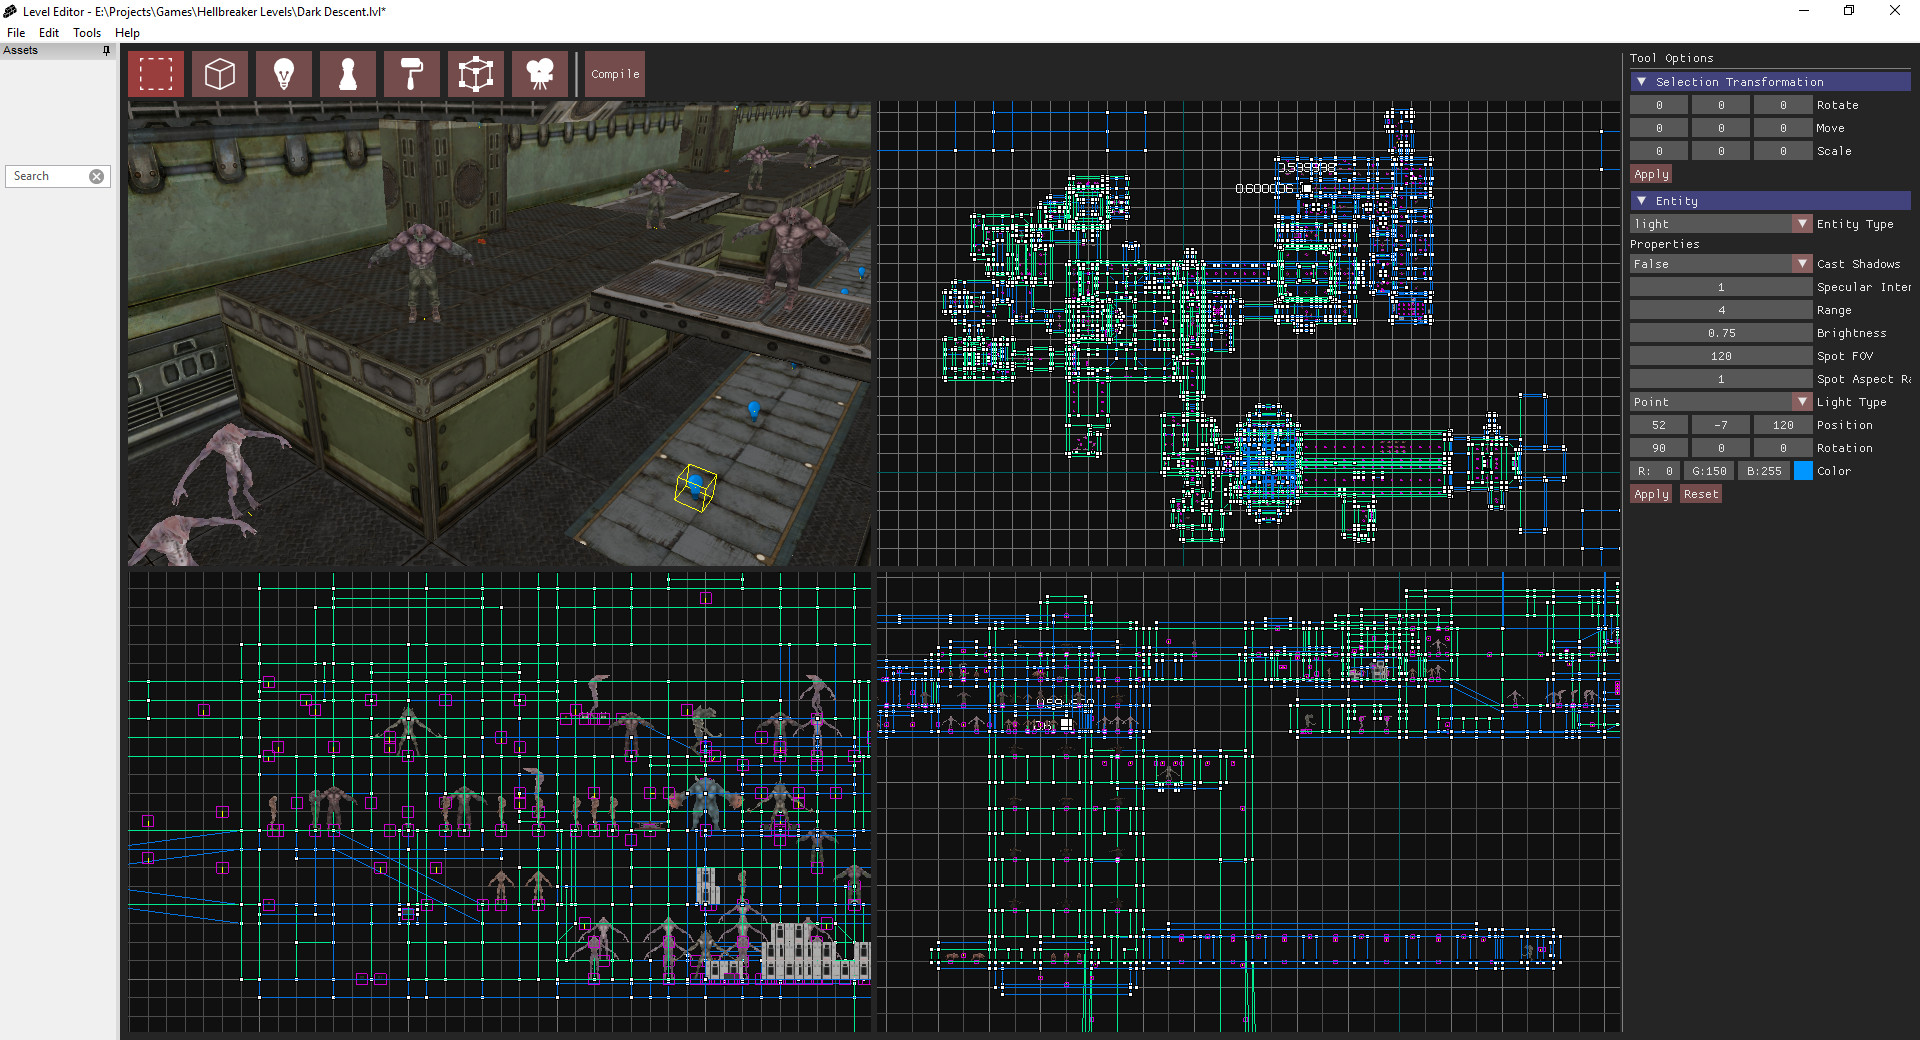 Level Editor - E:\Projects\Games\Hellbreaker Levels\Dark Descent.lvl*
File Edit Tools Help
Assets
Search
Compile
0.600006
Tool Options
Selection Transformation
0 0 0 Rotate
0 0 0 Move
0 0 0 Scale
Apply
Entity
light Entity Type
Properties
False Cast Shadows
1 Specular Inter
4 Range
0.75 Brightness
120 Spot FOV
1 Spot Aspect Ra
Point Light Type
52 -7 120 Position
90 0 0 Rotation
R: 0 G:150 B:255 Color
Apply Reset